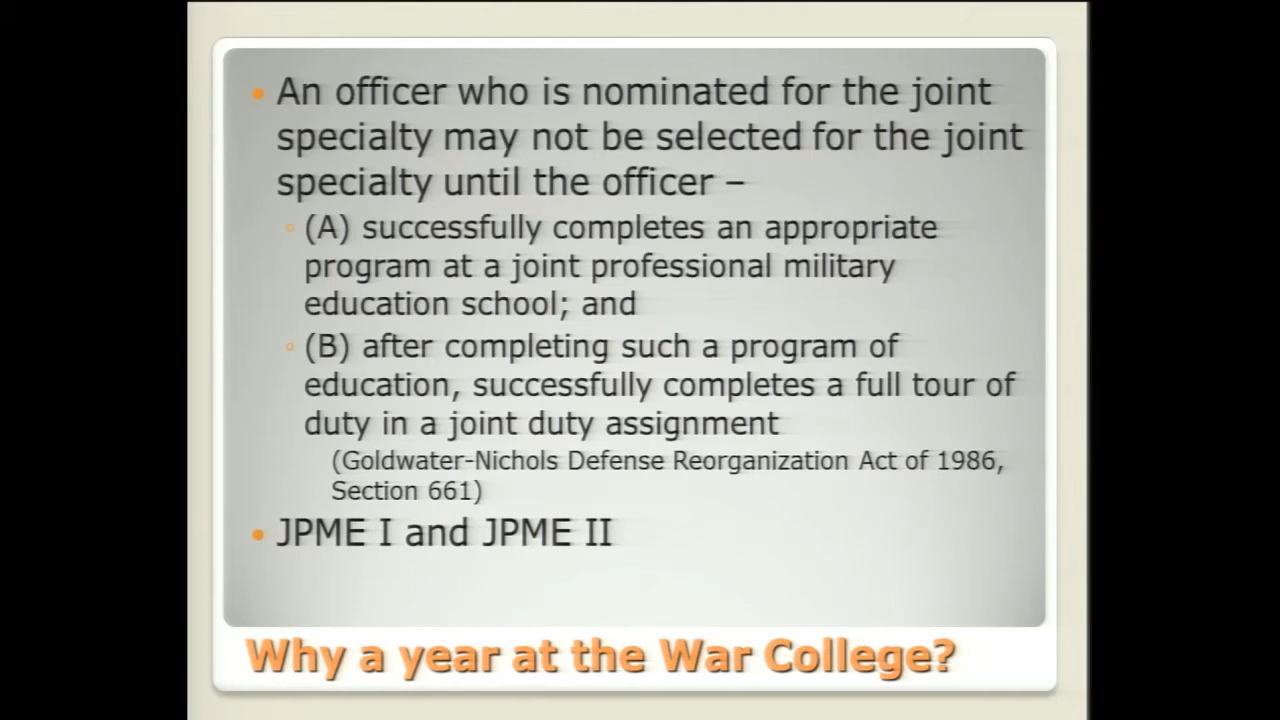 An officer who is nominated for the joint
specialty may not be selected for the joint
specialty until the officer –
(A) successfully completes an appropriate
program at a joint professional military
education school; and
(B) after completing such a program of
education, successfully completes a full tour of
duty in a joint duty assignment
(Goldwater-Nichols Defense Reorganization Act of 1986,
Section 661)
JPME I and JPME II
Why a year at the War College?